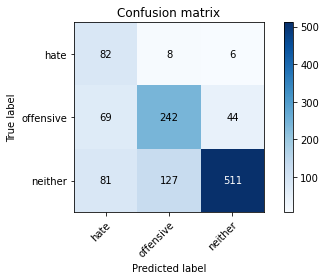 Confusion matrix
hate
82
8
6
offensive
69
242
44
neither
81
127
511
hate
offensive
neither
True label
Predicted label
500
400
300
200
100